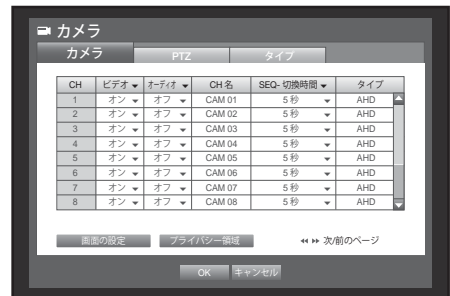 カメラ
カメラ PTZ タイプ
CH ビデオ オーディオ CH 名 SEQ- 切換時間 タイプ
1 オン オフ CAM 01 5 秒 AHD
2 オン オフ CAM 02 5 秒 AHD
3 オン オフ CAM 03 5 秒 AHD
4 オン オフ CAM 04 5 秒 AHD
5 オン オフ CAM 05 5 秒 AHD
6 オン オフ CAM 06 5 秒 AHD
7 オン オフ CAM 07 5 秒 AHD
8 オン オフ CAM 08 5 秒 AHD
画面の設定 プライバシー領域 次/前のページ
OK キャンセル